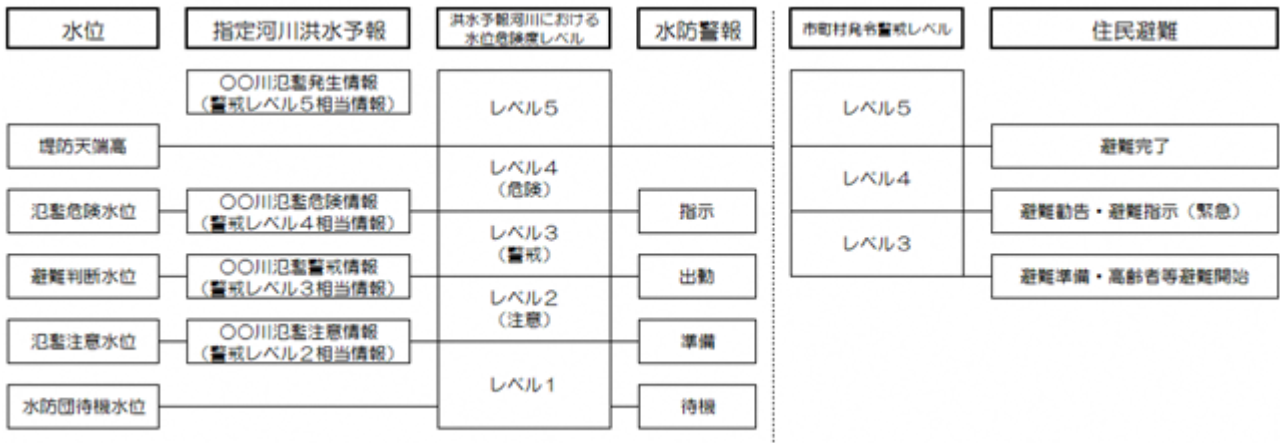 水位
指定河川洪水予報
洪水予報河川における
水位危険度レベル
水防警報
市町村発令警戒レベル
住民避難
〇〇川氾濫発生情報
(警戒レベル5相当情報)
レベル5
レベル5
堤防天端高
避難完了
レベル4
(危険)
レベル4
氾濫危険水位
〇〇川氾濫危険情報
(警戒レベル4相当情報)
指示
避難勧告・避難指示(緊急)
レベル3
(警戒)
レベル3
避難判断水位
〇〇川氾濫警戒情報
(警戒レベル3相当情報)
出動
避難準備・高齢者等避難開始
レベル2
(注意)
氾濫注意水位
〇〇川氾濫注意情報
(警戒レベル2相当情報)
準備
レベル1
水防団待機水位
待機